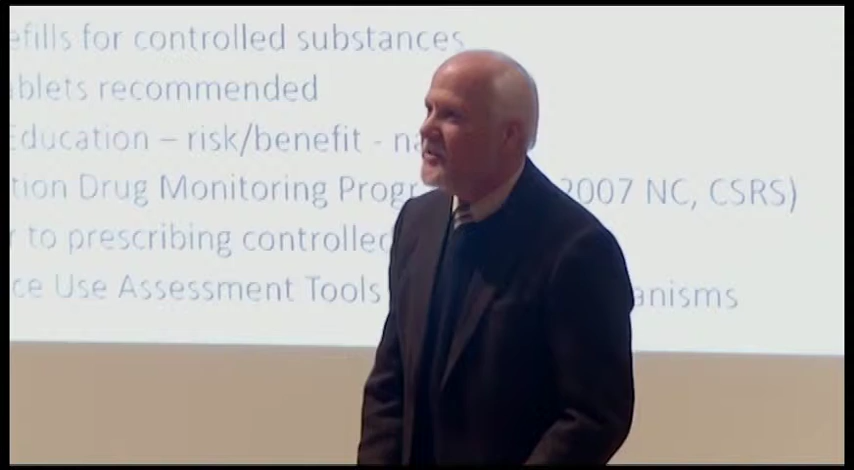 efills for controlled substances
ablets recommended
Education – risk/benefit - na
tion Drug Monitoring Progr 2007 NC, CSRS)
r to prescribing controlled
ce Use Assessment Tools anisms